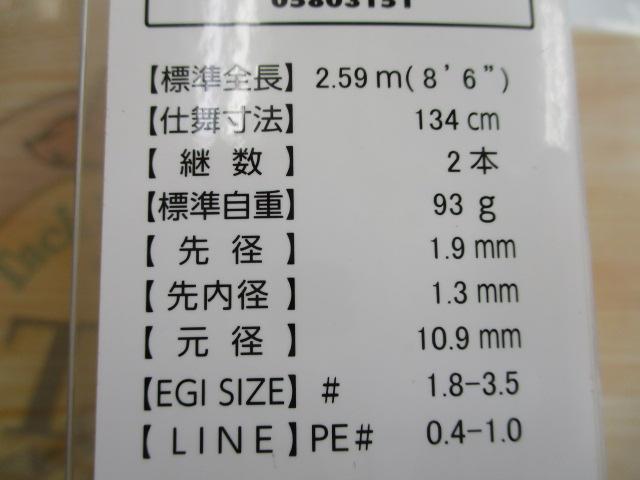 05803151
【標準全長】 2.59 m( 8’ 6” )
【仕舞寸法】 134 cm
【 継 数 】 2 本
【標準自重】 93 g
【 先 径 】 1.9 mm
【 先内径 】 1.3 mm
【 元 径 】 10.9 mm
【EGI SIZE】 # 1.8-3.5
【 LINE 】PE# 0.4-1.0
Tack